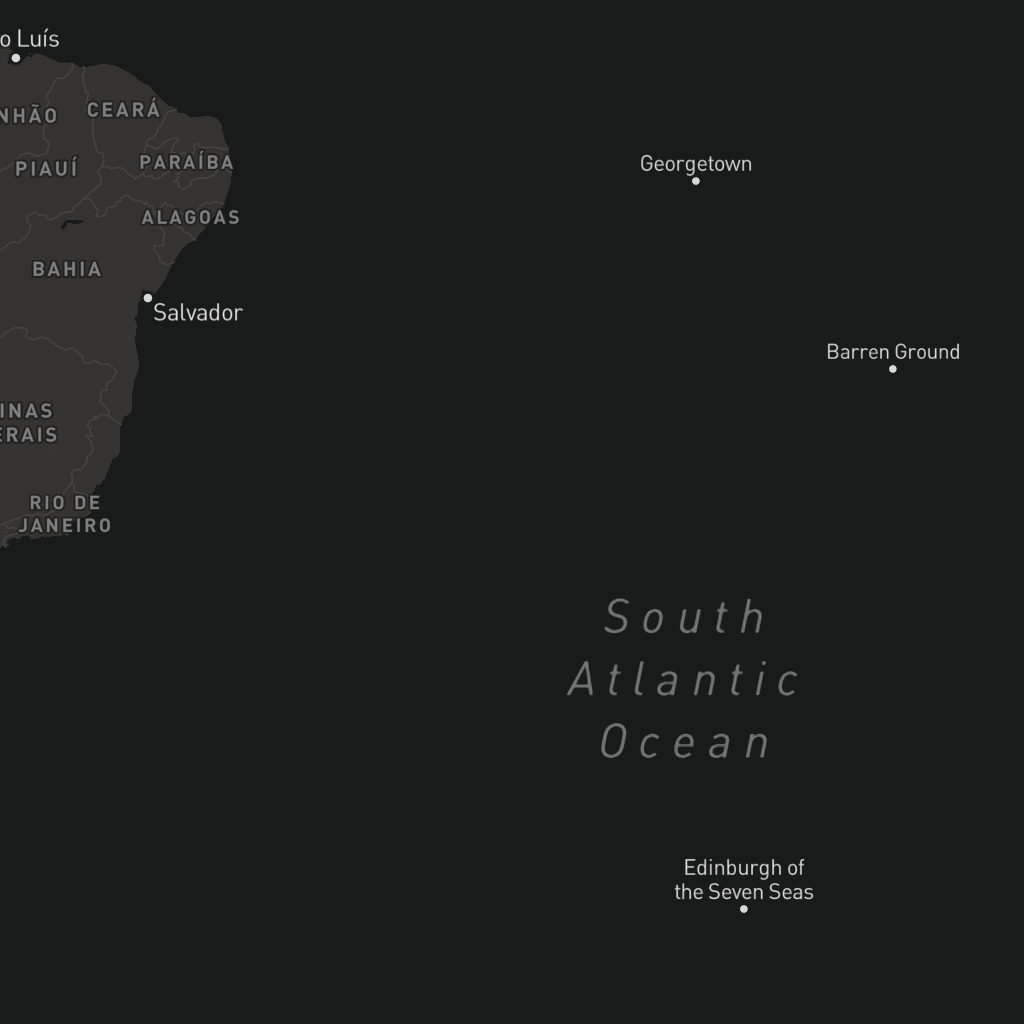 o Luís
CEARÁ
NHÃO
PIAUÍ
PARAÍBA
Georgetown
ALAGOAS
BAHIA
Salvador
Barren Ground
INAS
ERAIS
RIO DE
JANEIRO
South
Atlantic
Ocean
Edinburgh of
the Seven Seas